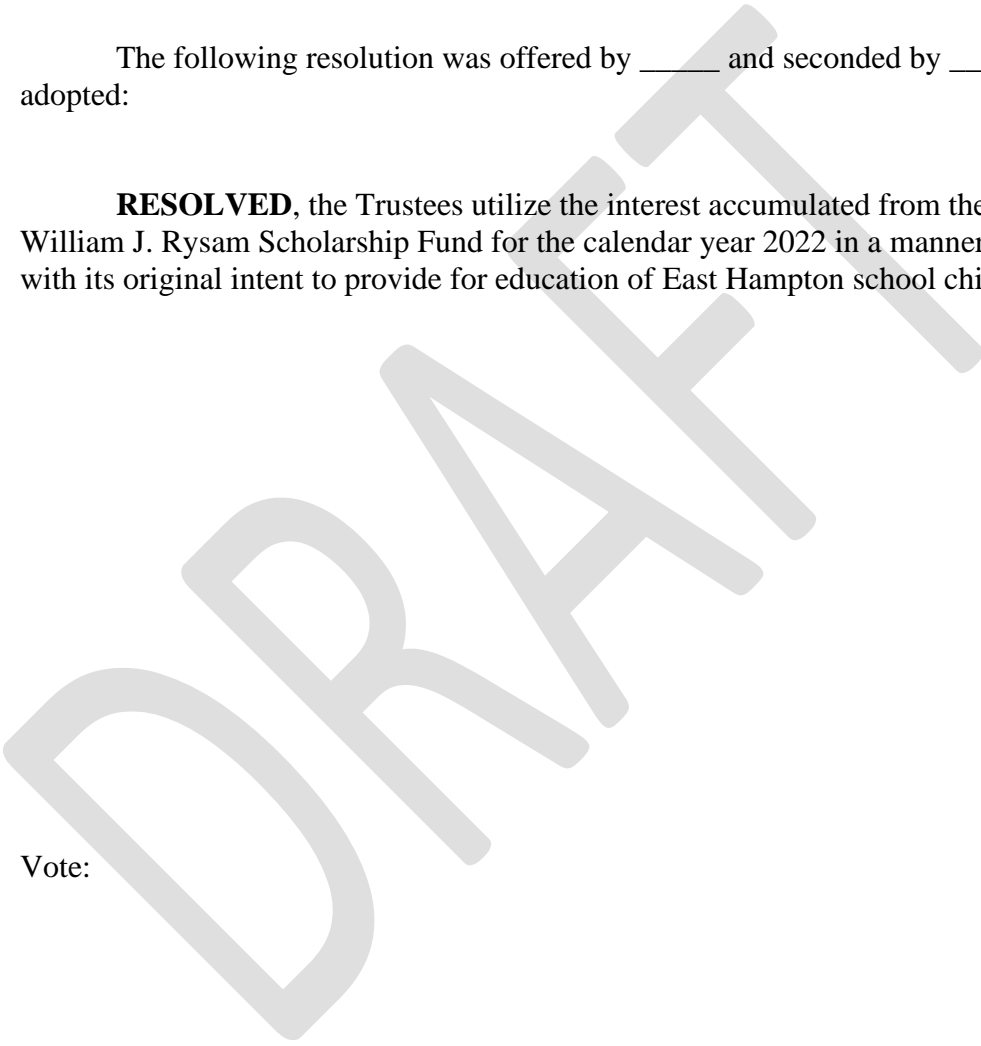 The following resolution was offered by _____ and seconded by __
adopted:
RESOLVED, the Trustees utilize the interest accumulated from the
William J. Rysam Scholarship Fund for the calendar year 2022 in a manner
with its original intent to provide for education of East Hampton school chi
Vote:
DRAFT